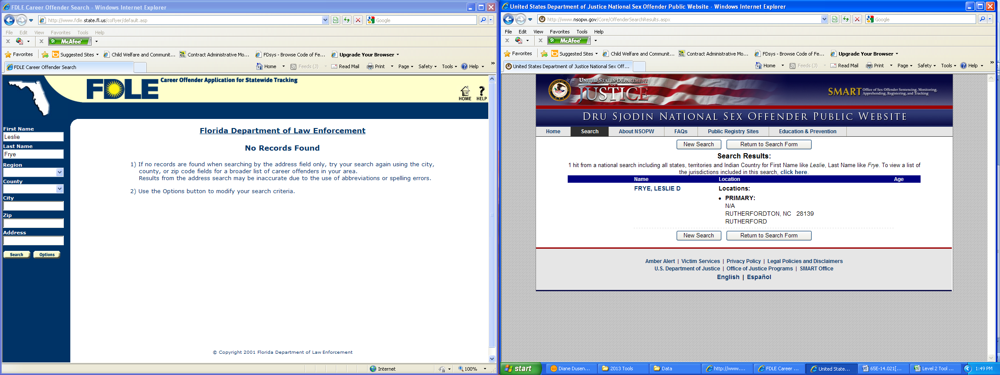 FDLE Career Offender Search - Windows Internet Explorer
http://www.fdle.state.fl.us/coflyer/default.asp
Google
File Edit View Favorites Tools Help
McAfee
Favorites Suggested Sites Child Welfare and Communit... Contract Administrative Mo... FDsys - Browse Code of Fe... Upgrade Your Browser
FDLE Career Offender Search
Home Feeds (J) Read Mail Print Page Safety Tools Help
FDLE Career Offender Application for Statewide Tracking
HOME HELP
First Name
Leslie
Last Name
Frye
Region
County
City
Zip
Address
Search Options
Florida Department of Law Enforcement
No Records Found
1) If no records are found when searching by the address field only, try your search again using the city,
county, or zip code fields for a broader list of career offenders in your area.
Results from the address search may be inaccurate due to the use of abbreviations or spelling errors.
2) Use the Options button to modify your search criteria.
© Copyright 2001 Florida Department of Law Enforcement
Internet 100%
United States Department of Justice National Sex Offender Public Website - Windows Internet Explorer
http://www.nsopw.gov/Core/OffenderSearchResults.aspx
Google
File Edit View Favorites Tools Help
McAfee
Favorites Suggested Sites Child Welfare and Communit... Contract Administrative Mo... FDsys - Browse Code of Fe... Upgrade Your Browser
United States Department of Justice National Sex Off...
Home Feeds (J) Read Mail Print Page Safety Tools Help
UNITED STATES DEPARTMENT
OF
JUSTICE
SMART Office of Sex Offender Sentencing, Monitoring,
Apprehending, Registering, and Tracking
DRU SJODIN NATIONAL SEX OFFENDER PUBLIC WEBSITE
Home Search About NSOPW FAQs Public Registry Sites Education & Prevention
New Search Return to Search Form
Search Results:
1 hit from a national search including all states, territories and Indian Country for First Name like Leslie, Last Name like Frye. To view a list of
the jurisdictions included in this search, click here.
Name Location Age
FRYE, LESLIE D Locations:
• PRIMARY:
N/A
RUTHERFORDTON, NC 28139
RUTHERFORD
New Search Return to Search Form
Amber Alert | Victim Services | Privacy Policy | Legal Policies and Disclaimers
U.S. Department of Justice | Office of Justice Programs | SMART Office
English | Español
start Diane Dusen... 2013 Tools Data http://www.... FDLE Career ... United State... 65E-14.021[... Level 2 Tool ... 1:49 PM